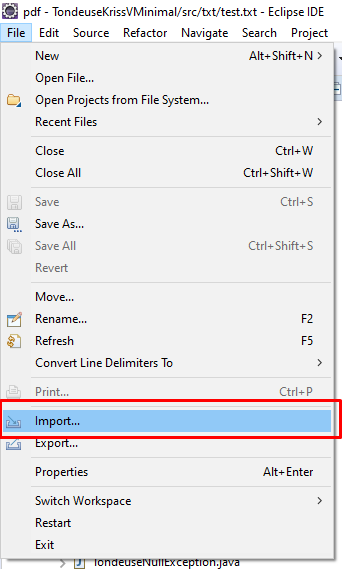 pdf - TondeuseKrissVMinimal/src/txt/test.txt - Eclipse IDE
File Edit Source Refactor Navigate Search Project
New Alt+Shift+N >
Open File...
Open Projects from File System...
Recent Files >
Close Ctrl+W
Close All Ctrl+Shift+W
Save Ctrl+S
Save As...
Save All Ctrl+Shift+S
Revert
Move...
Rename... F2
Refresh F5
Convert Line Delimiters To >
Print... Ctrl+P
Import...
Export...
Properties Alt+Enter
Switch Workspace >
Restart
Exit
TondeuseNullException.java